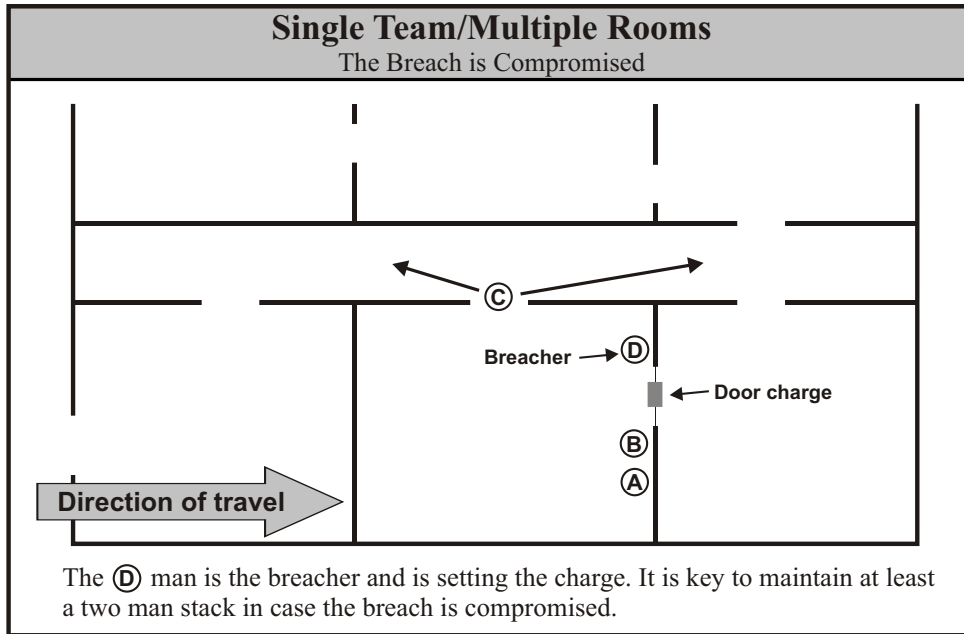 Single Team/Multiple Rooms
The Breach is Compromised
C
Breacher
D
Door charge
B
A
Direction of travel
The D man is the breacher and is setting the charge. It is key to maintain at least
a two man stack in case the breach is compromised.